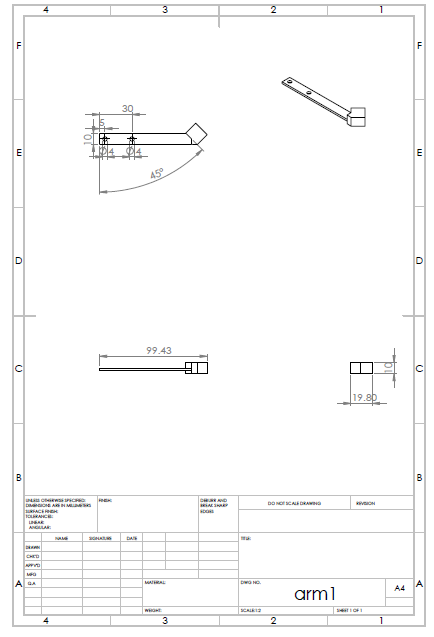 4 3 2 1
F F
30
5
10
Ø4 Ø4
45°
E E
D D
99.43
C C
10
19.80
B B
UNLESS OTHERWISE SPECIFIED:
DIMENSIONS ARE IN MILLIMETERS
SURFACE FINISH:
TOLERANCES:
LINEAR:
ANGULAR:
FINISH:
DEBURR AND
BREAK SHARP
EDGES
DO NOT SCALE DRAWING
REVISION
NAME SIGNATURE DATE
TITLE:
DRAWN
CHK'D
APPV'D
MFG
Q.A
MATERIAL:
DWG NO.
arm1
A4
A A
WEIGHT:
SCALE:1:2
SHEET 1 OF 1
4 3 2 1